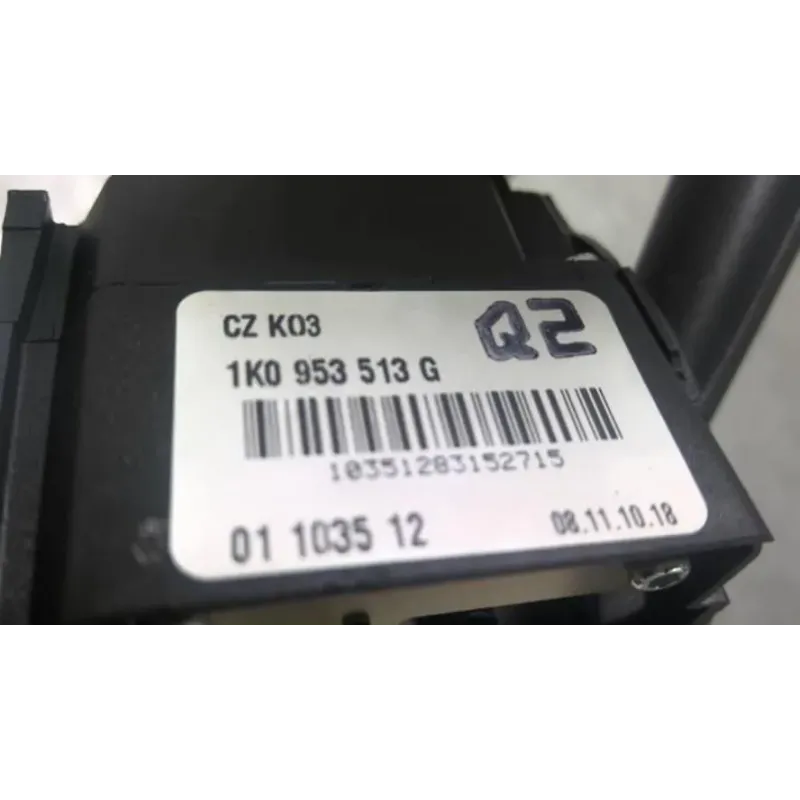 CZ K03
Q2
1K0 953 513 G
10351283152715
01 1035 12
08.11.10.18